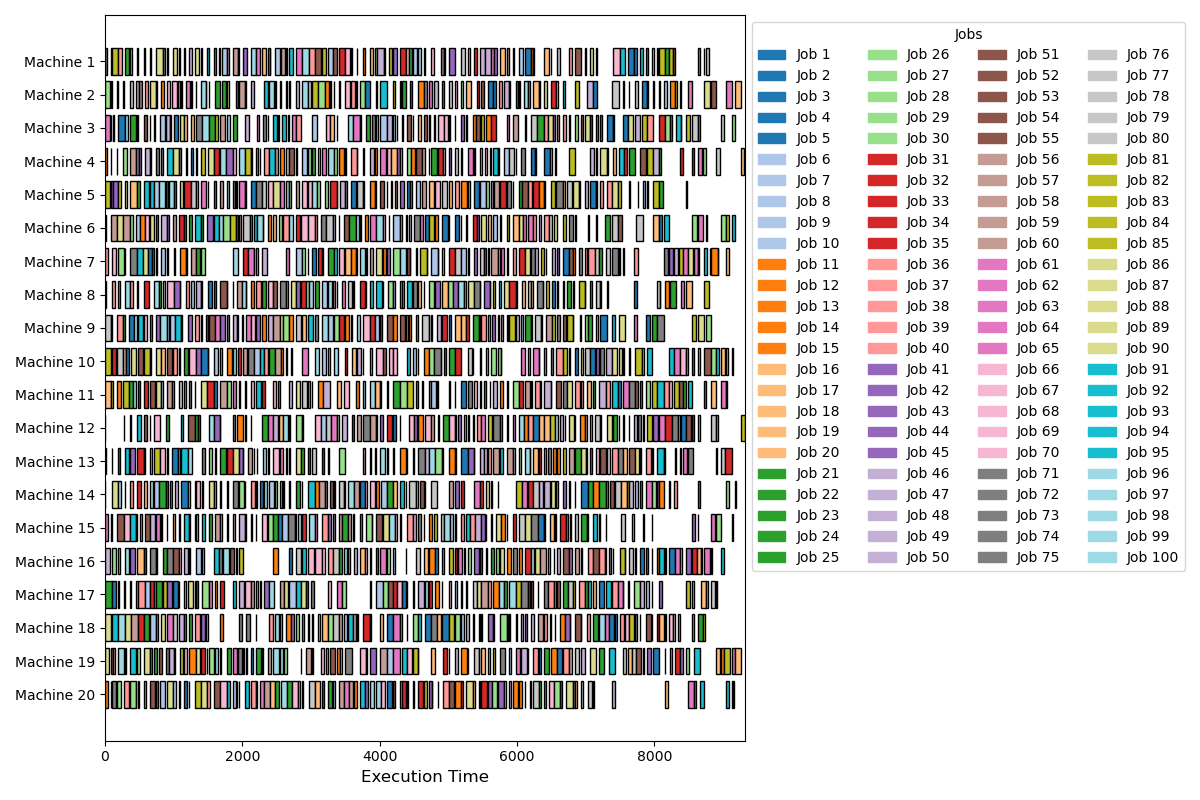 Machine 1
Machine 2
Machine 3
Machine 4
Machine 5
Machine 6
Machine 7
Machine 8
Machine 9
Machine 10
Machine 11
Machine 12
Machine 13
Machine 14
Machine 15
Machine 16
Machine 17
Machine 18
Machine 19
Machine 20
0 2000 4000 6000 8000
Execution Time
Jobs
Job 1 Job 26 Job 51 Job 76
Job 2 Job 27 Job 52 Job 77
Job 3 Job 28 Job 53 Job 78
Job 4 Job 29 Job 54 Job 79
Job 5 Job 30 Job 55 Job 80
Job 6 Job 31 Job 56 Job 81
Job 7 Job 32 Job 57 Job 82
Job 8 Job 33 Job 58 Job 83
Job 9 Job 34 Job 59 Job 84
Job 10 Job 35 Job 60 Job 85
Job 11 Job 36 Job 61 Job 86
Job 12 Job 37 Job 62 Job 87
Job 13 Job 38 Job 63 Job 88
Job 14 Job 39 Job 64 Job 89
Job 15 Job 40 Job 65 Job 90
Job 16 Job 41 Job 66 Job 91
Job 17 Job 42 Job 67 Job 92
Job 18 Job 43 Job 68 Job 93
Job 19 Job 44 Job 69 Job 94
Job 20 Job 45 Job 70 Job 95
Job 21 Job 46 Job 71 Job 96
Job 22 Job 47 Job 72 Job 97
Job 23 Job 48 Job 73 Job 98
Job 24 Job 49 Job 74 Job 99
Job 25 Job 50 Job 75 Job 100